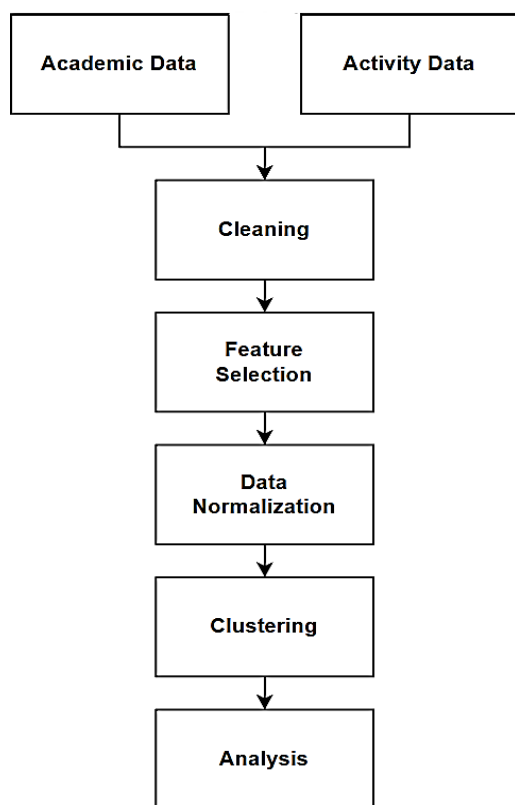 Academic Data
Activity Data
Cleaning
Feature
Selection
Data
Normalization
Clustering
Analysis